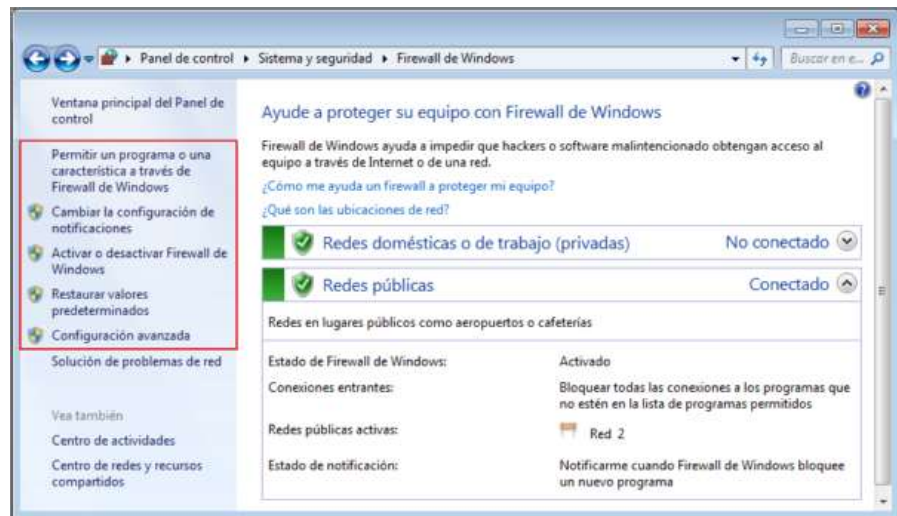 Panel de control ▸ Sistema y seguridad ▸ Firewall de Windows
Buscar en e...
Ventana principal del Panel de
control
Permitir un programa o una
característica a través de
Firewall de Windows
Cambiar la configuración de
notificaciones
Activar o desactivar Firewall de
Windows
Restaurar valores
predeterminados
Configuración avanzada
Solución de problemas de red
Vea también
Centro de actividades
Centro de redes y recursos
compartidos
Ayude a proteger su equipo con Firewall de Windows
Firewall de Windows ayuda a impedir que hackers o software malintencionado obtengan acceso al
equipo a través de Internet o de una red.
¿Cómo me ayuda un firewall a proteger mi equipo?
¿Qué son las ubicaciones de red?
Redes domésticas o de trabajo (privadas) No conectado
Redes públicas Conectado
Redes en lugares públicos como aeropuertos o cafeterías
Estado de Firewall de Windows: Activado
Conexiones entrantes: Bloquear todas las conexiones a los programas que
no estén en la lista de programas permitidos
Redes públicas activas: Red 2
Estado de notificación: Notificarme cuando Firewall de Windows bloquee
un nuevo programa